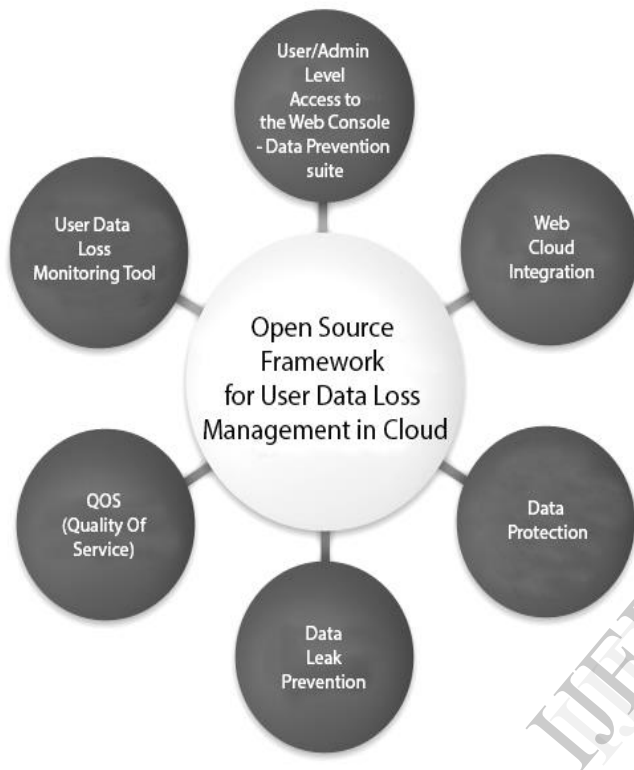 User/Admin
Level
Access to
the Web Console
- Data Prevention
suite
User Data
Loss
Monitoring Tool
Web
Cloud
Integration
Open Source
Framework
for User Data Loss
Management in Cloud
QOS
(Quality Of
Service)
Data
Protection
Data
Leak
Prevention